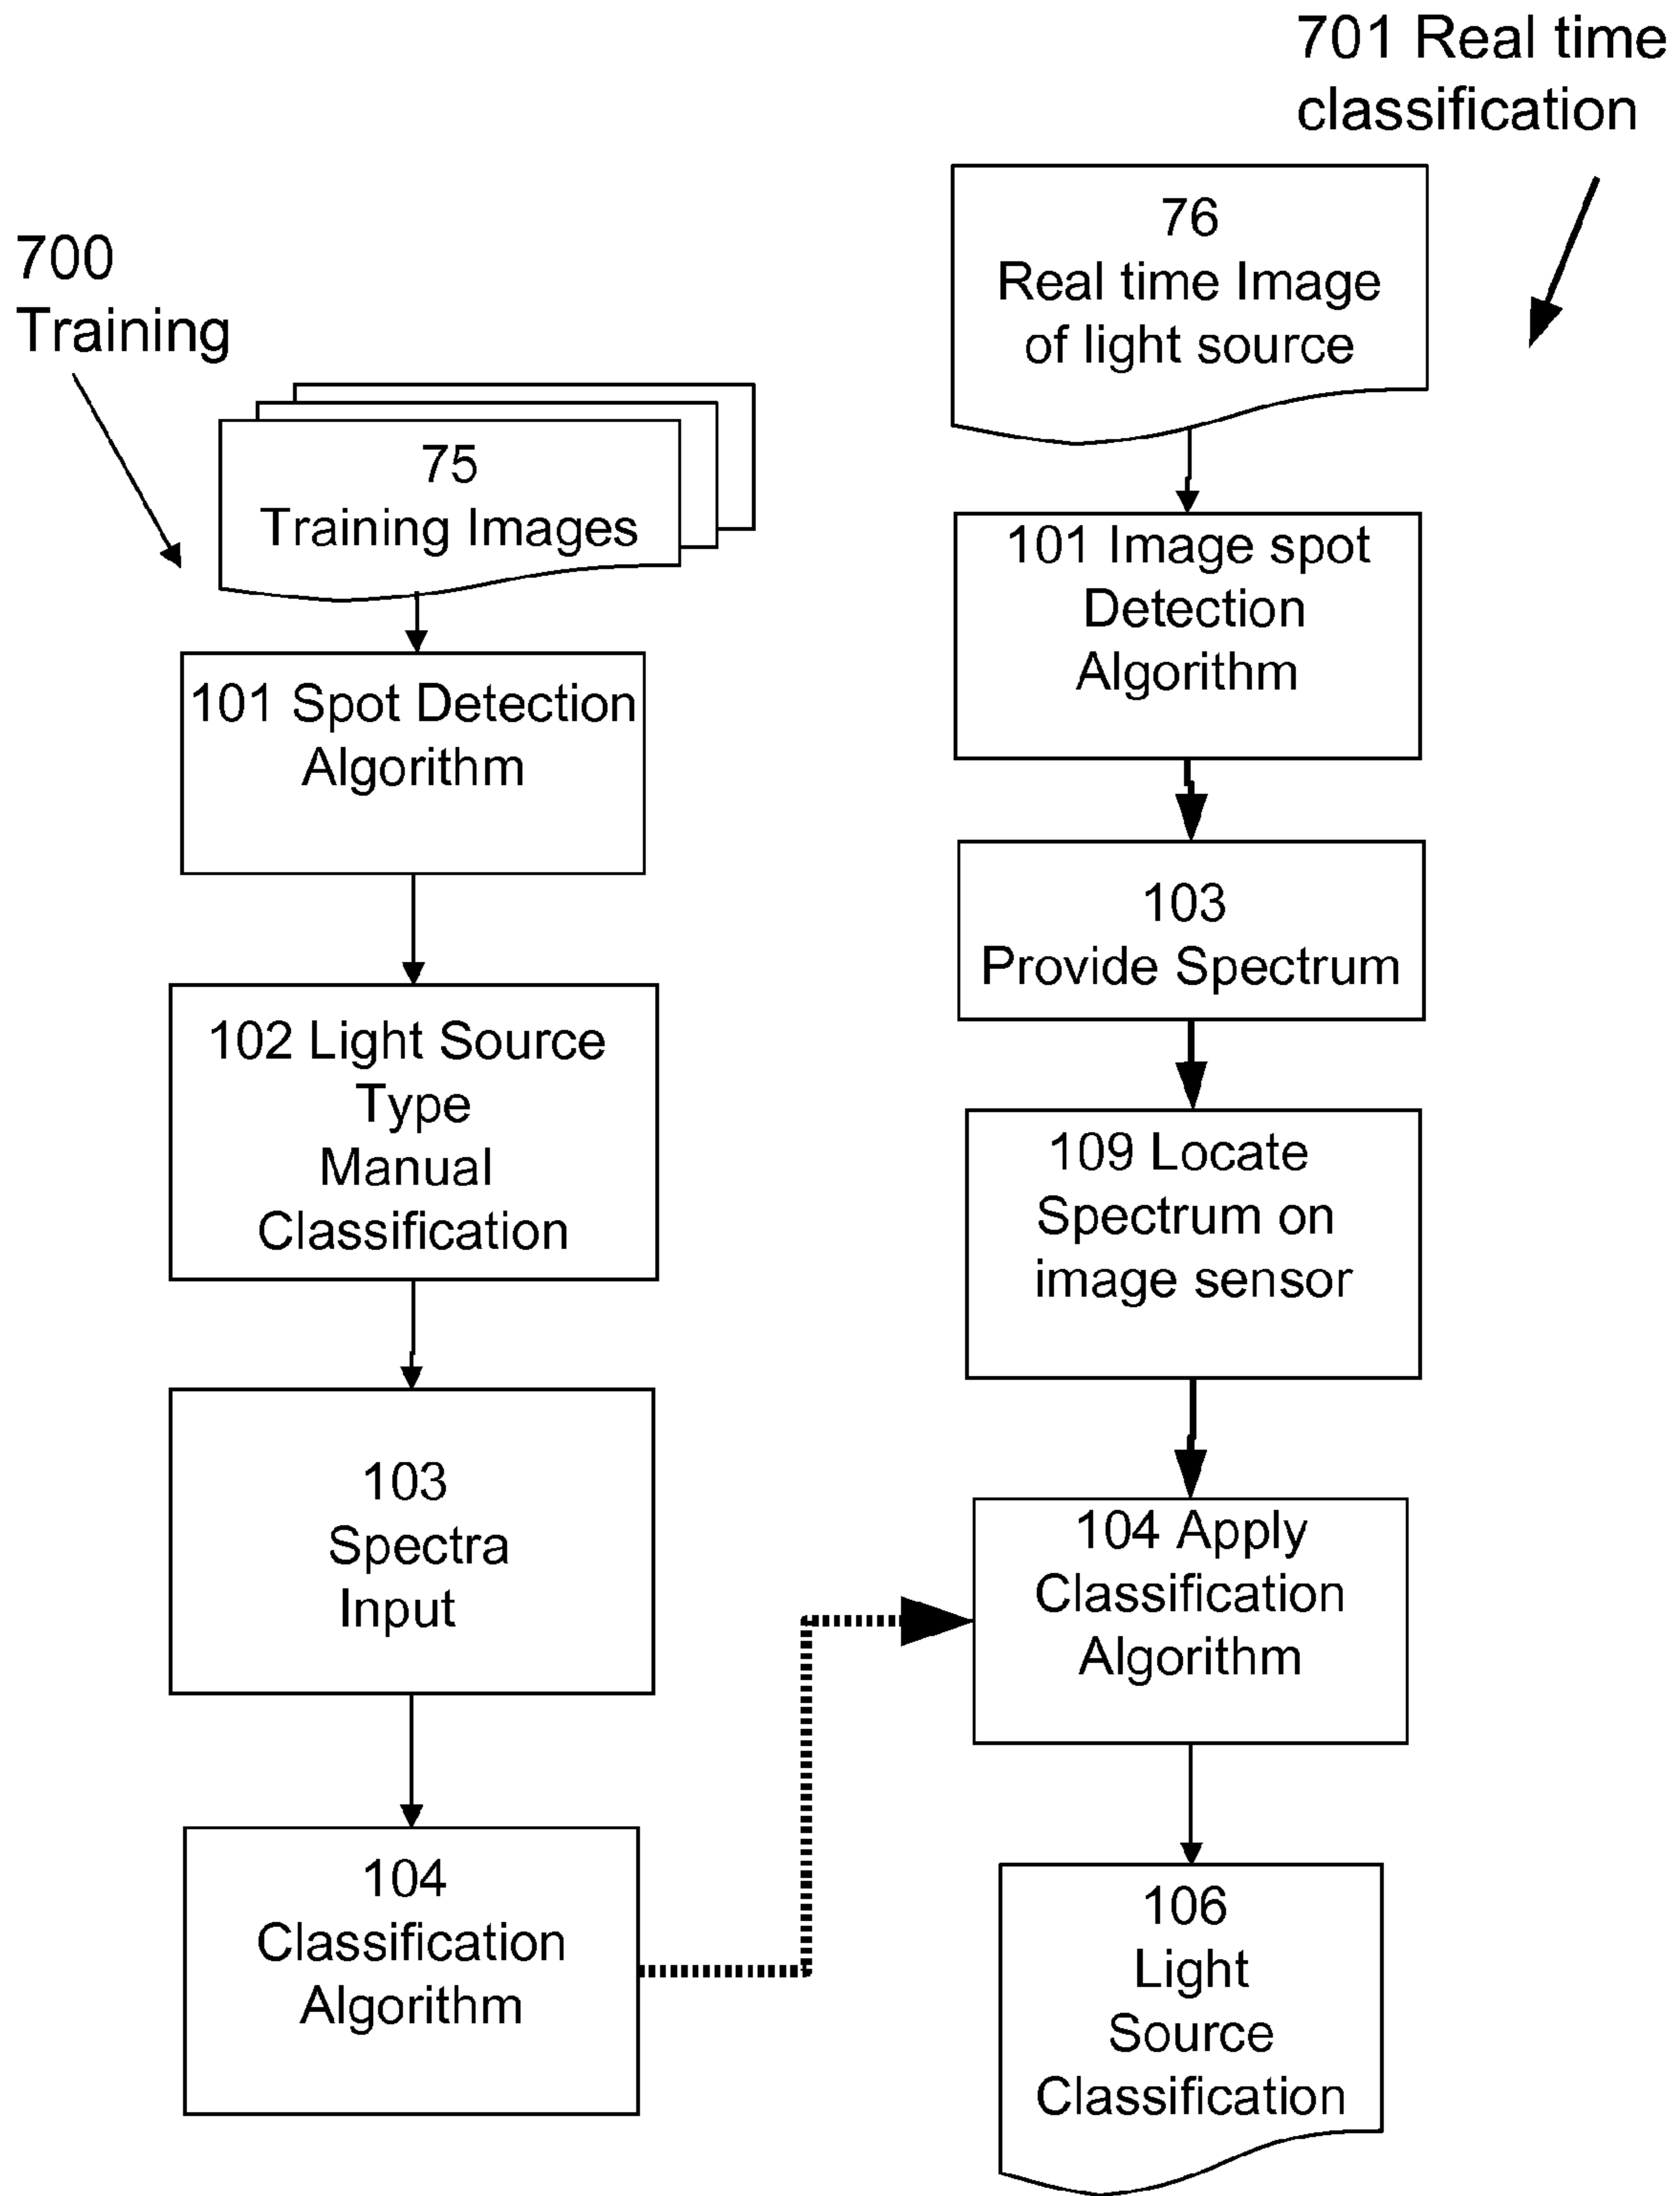 700
Training
75
Training Images
101 Spot Detection
Algorithm
102 Light Source
Type
Manual
Classification
103
Spectra
Input
104
Classification
Algorithm
701 Real time
classification
76
Real time Image
of light source
101 Image spot
Detection
Algorithm
103
Provide Spectrum
109 Locate
Spectrum on
image sensor
104 Apply
Classification
Algorithm
106
Light
Source
Classification